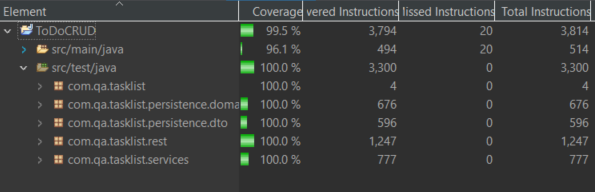 Element Coverage vered Instructions lissed Instructions Total Instructions
ToDoCRUD 99.5 % 3,794 20 3,814
src/main/java 96.1 % 494 20 514
src/test/java 100.0 % 3,300 0 3,300
com.qa.tasklist 100.0 % 4 0 4
com.qa.tasklist.persistence.doma 100.0 % 676 0 676
com.qa.tasklist.persistence.dto 100.0 % 596 0 596
com.qa.tasklist.rest 100.0 % 1,247 0 1,247
com.qa.tasklist.services 100.0 % 777 0 777